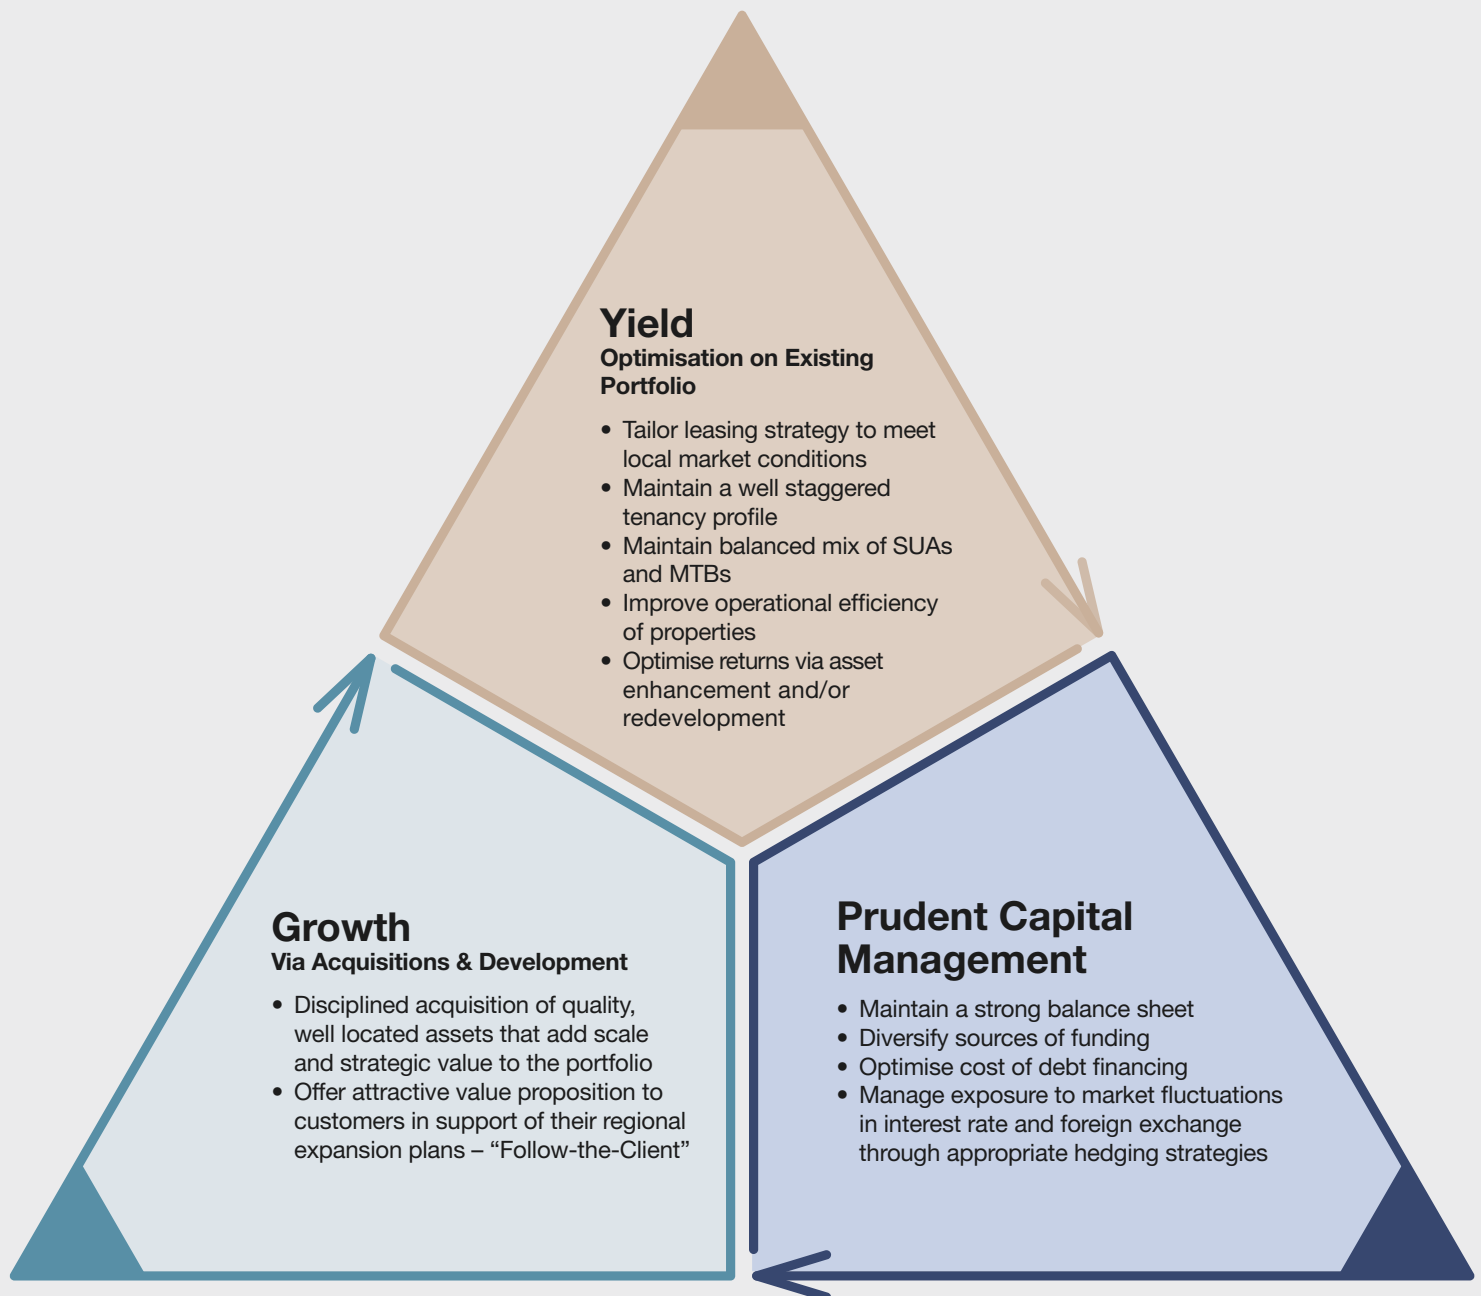 Yield
Optimisation on Existing
Portfolio
• Tailor leasing strategy to meet
local market conditions
• Maintain a well staggered
tenancy profile
• Maintain balanced mix of SUAs
and MTBs
• Improve operational efficiency
of properties
• Optimise returns via asset
enhancement and/or
redevelopment
Growth
Via Acquisitions & Development
• Disciplined acquisition of quality,
well located assets that add scale
and strategic value to the portfolio
• Offer attractive value proposition to
customers in support of their regional
expansion plans – “Follow-the-Client”
Prudent Capital
Management
• Maintain a strong balance sheet
• Diversify sources of funding
• Optimise cost of debt financing
• Manage exposure to market fluctuations
in interest rate and foreign exchange
through appropriate hedging strategies